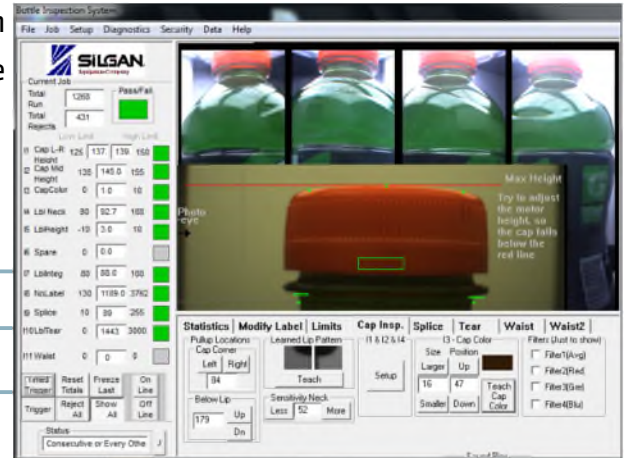 Bottle Inspection System
File Job Setup Diagnostics Security Data Help
SILGAN
Equipment Company
Current Job
Total Run 1268
Pass/Fail
Total Rejects 431
Low Limit High Limit
I1 Cap L-R Height 125 137. 139. 150
I2 Cap Mid Height 135 145.0 155
I3 CapColor 0 1.0 10
I4 Lbl Neck 80 92.7 100
I5 LblHeight -10 3.0 10
I6 Spare 0 0.0
I7 LblInteg 80 88.0 100
I8 NoLabel 130 1109.0 3762
I9 Splice 10 89 255
I10 LblTear 0 1443 3000
I11 Waist 0 0 0
Timed Trigger Reset Totals Freeze Last On Line
Trigger Reject All Show All Off Line
Status
Consecutive or Every Othe
Photo eye
Max Height
Try to adjust
the motor
height, so
the cap falls
below the
red line
Statistics Modify Label Limits Cap Insp. Splice Tear Waist Waist2
Pullup Locations
Cap Corner
Left Right
84
Below Lip
179 Up
Dn
Learned Lip Pattern
Teach
Sensitivity Neck
Less 52 More
I1 & I2 & I4
Setup
I3 - Cap Color
Size Position
Larger Up
16 47
Smaller Down
Teach Cap Color
Filters (Just to show)
Filter1(Avg)
Filter2(Red)
Filter3(Gre)
Filter4(Blu)